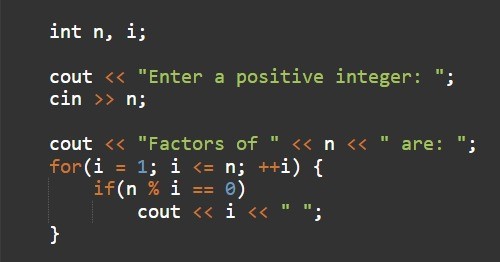 int n, i;
cout << "Enter a positive integer: ";
cin >> n;
cout << "Factors of " << n << " are: ";
for(i = 1; i <= n; ++i) {
if(n % i == 0)
cout << i << " ";
}